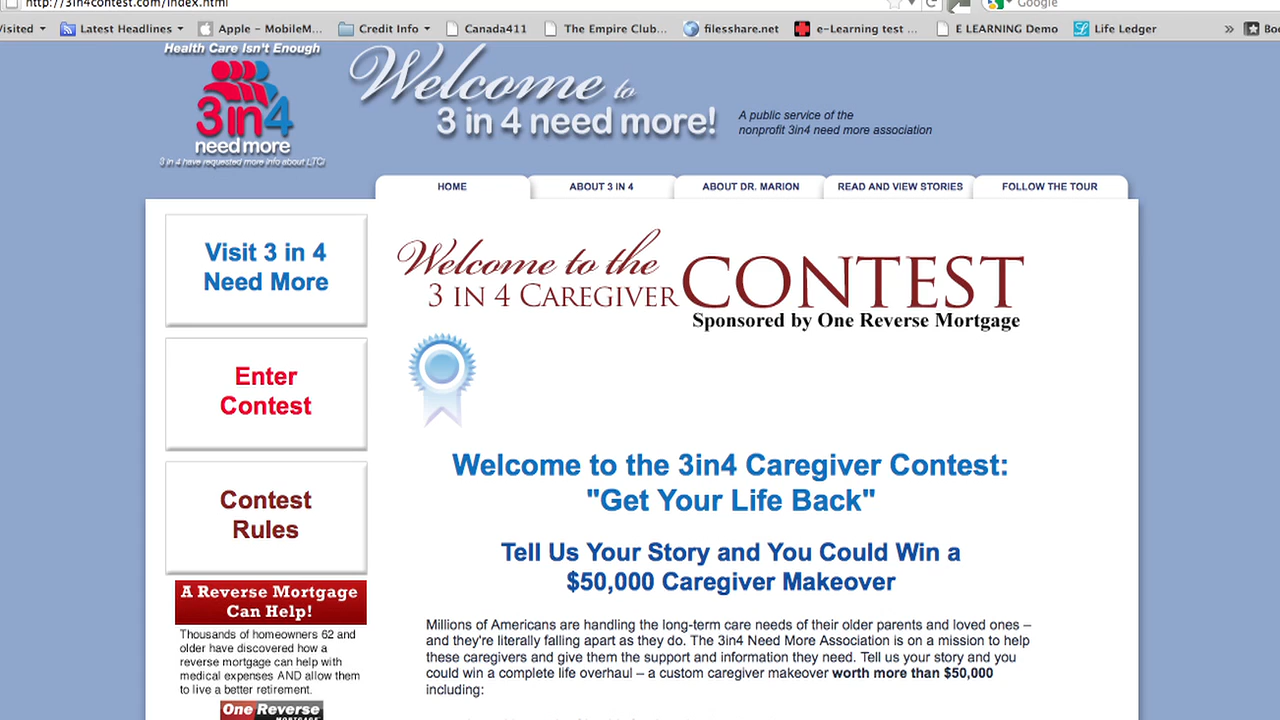 http://3in4contest.com/index.html
Google
Visited
Latest Headlines
Apple - MobileM...
Credit Info
Canada411
The Empire Club...
filesshare.net
e-Learning test ...
E LEARNING Demo
Life Ledger
»
Boo
Health Care Isn't Enough
3in4
need more
3 in 4 have requested more info about LTC!
Welcome to
3 in 4 need more!
A public service of the
nonprofit 3in4 need more association
HOME
ABOUT 3 IN 4
ABOUT DR. MARION
READ AND VIEW STORIES
FOLLOW THE TOUR
Visit 3 in 4
Need More
Enter
Contest
Contest
Rules
A Reverse Mortgage
Can Help!
Thousands of homeowners 62 and
older have discovered how a
reverse mortgage can help with
medical expenses AND allow them
to live a better retirement.
One Reverse
MORTGAGE
Welcome to the
3 IN 4 CAREGIVER
CONTEST
Sponsored by One Reverse Mortgage
Welcome to the 3in4 Caregiver Contest:
"Get Your Life Back"
Tell Us Your Story and You Could Win a
$50,000 Caregiver Makeover
Millions of Americans are handling the long-term care needs of their older parents and loved ones –
and they're literally falling apart as they do. The 3in4 Need More Association is on a mission to help
these caregivers and give them the support and information they need. Tell us your story and you
could win a complete life overhaul – a custom caregiver makeover worth more than $50,000
including: